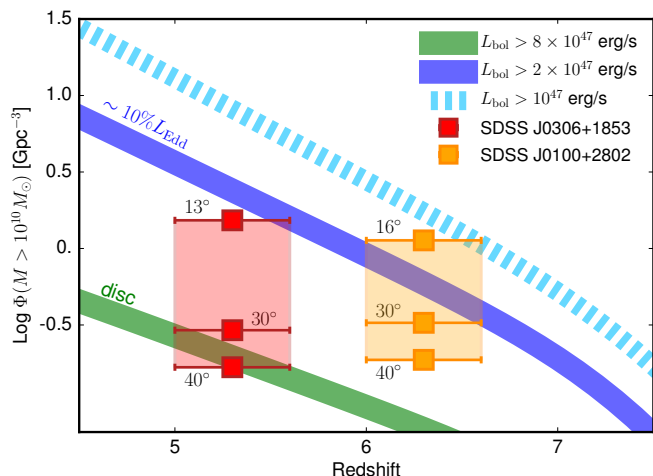 1.5
1.0
0.5
0.
-0.5
Log Φ(M > 10^10 M_⊙) [Gpc^−3]
L_bol > 8 × 10^47 erg/s
L_bol > 2 × 10^47 erg/s
L_bol > 10^47 erg/s
SDSS J0306+1853
SDSS J0100+2802
~ 10%L_Edd
disc
13°
30°
40°
16°
30°
40°
5
6
7
Redshift